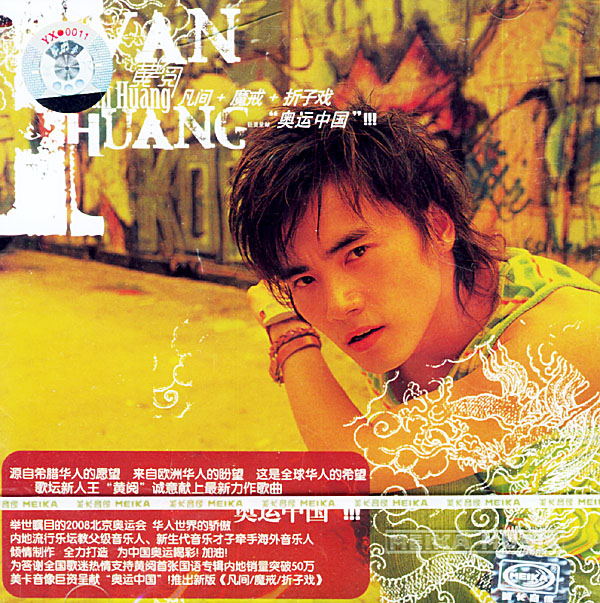 YX●0011
IVAN
黄阅
Huang 凡间+魔戒+折子戏
HUANG
“奥运中国”!!!
源自希腊华人的愿望 来自欧洲华人的盼望 这是全球华人的希望
歌坛新人王“黄阅”诚意献上最新力作歌曲
MEIKA MEIKA MEIKA MEIKA
奥运中国 !!!
举世瞩目的2008北京奥运会 华人世界的骄傲
内地流行乐坛教父级音乐人、新生代音乐才子牵手海外音乐人
倾情制作 全力打造 为中国奥运喝彩!加油!
为答谢全国歌迷热情支持黄阅首张国语专辑内地销量突破50万
美卡音像巨资呈献“奥运中国”!推出新版《凡间/魔戒/折子戏》
MEIKA